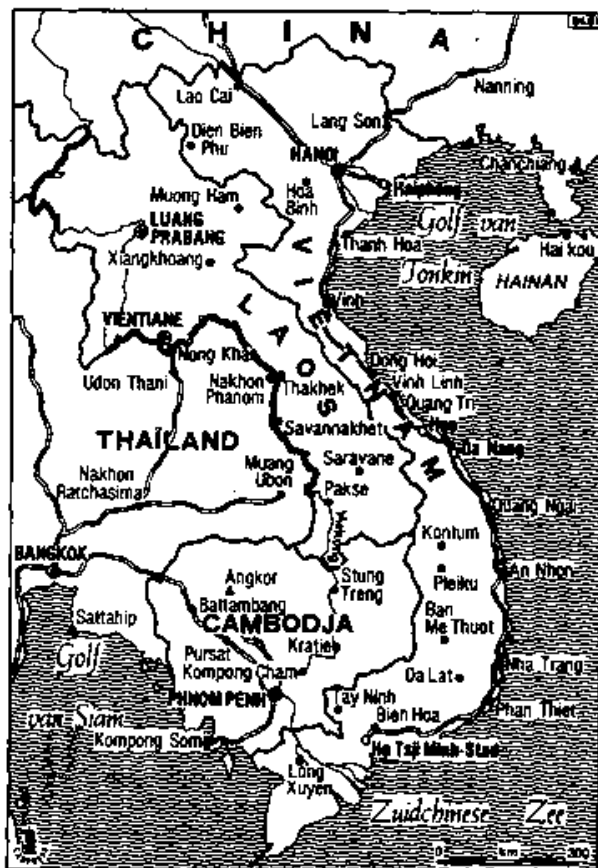 CHINA
Lao Cai
Nanning
Lang Son
Dien Bien
Phu
HANOI
Chanchiang
Hoa
Binh
Haiphong
Muong Ham
LUANG
PRABANG
Golf van
Tonkin
Thanh Hoa
Hai kou
HAINAN
Xiangkhoang
VIETNAM
Vinh
LAOS
VIENTIANE
Nong Khai
Udon Thani
Nakhon
Phanom
Thakhek
Dong Hoi
Vinh Linh
Quang Tri
Hue
Savannakhet
THAILAND
Da Nang
Muang
Ubon
Saravane
Nakhon
Ratchasima
Pakse
Quang Ngai
Mekong
Kontum
BANGKOK
Angkor
Stung
Treng
Pleiku
An Nhon
Battambang
Ban
Me Thuot
Sattahip
CAMBODJA
Golf
van Siam
Pursat
Kratie
Kompong Cham
Nha Trang
Da Lat
PHNOM PENH
Tay Ninh
Bien Hoa
Phan Thiet
Kompong Som
Ho Tsji Minh-Stad
Long
Xuyen
Zuidchinese Zee
0 km 300